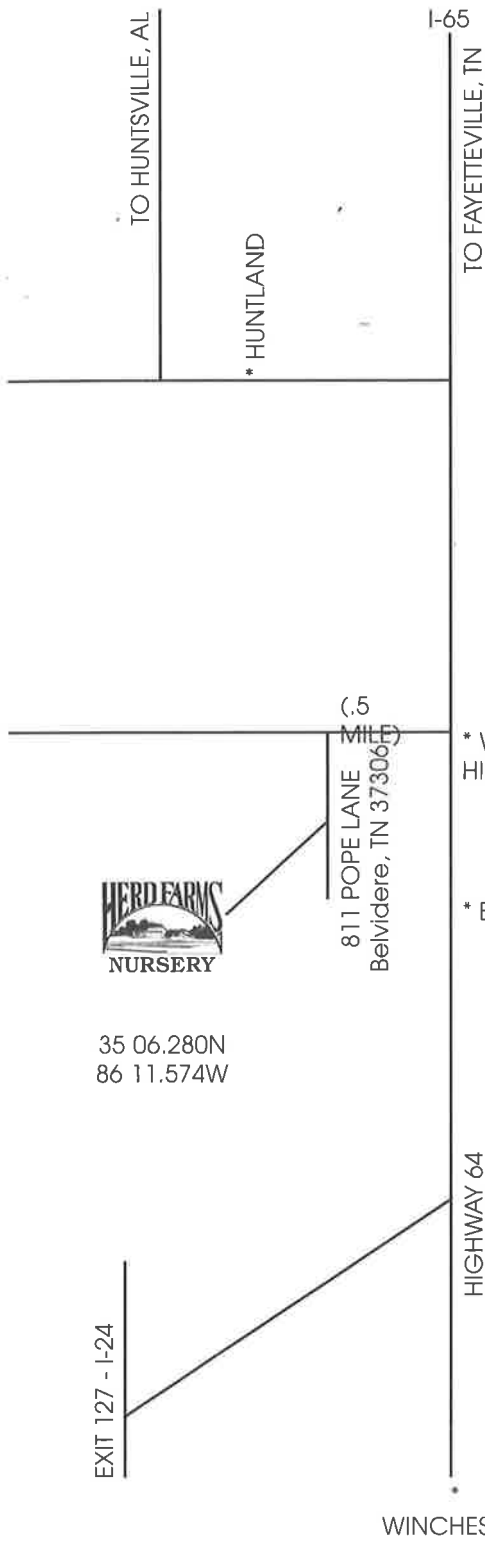 I-65
TO HUNTSVILLE, AL
TO FAYETTEVILLE, TN
* HUNTLAND
(.5
MILE)
811 POPE LANE
Belvidere, TN 37306
HERD FARMS
NURSERY
35 06.280N
86 11.574W
HIGHWAY 64
EXIT 127 - I-24